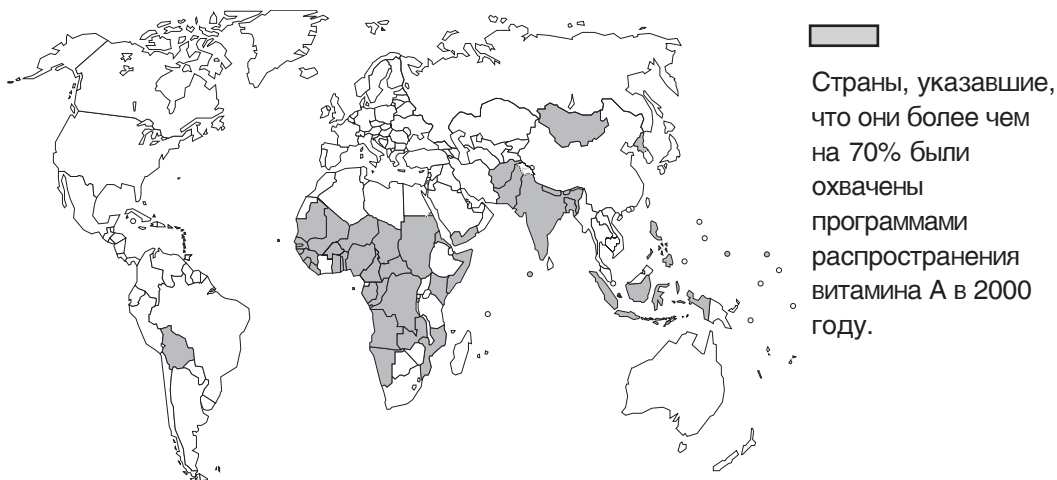 Страны, указавшие,
что они более чем
на 70% были
охвачены
программами
распространения
витамина А в 2000
году.